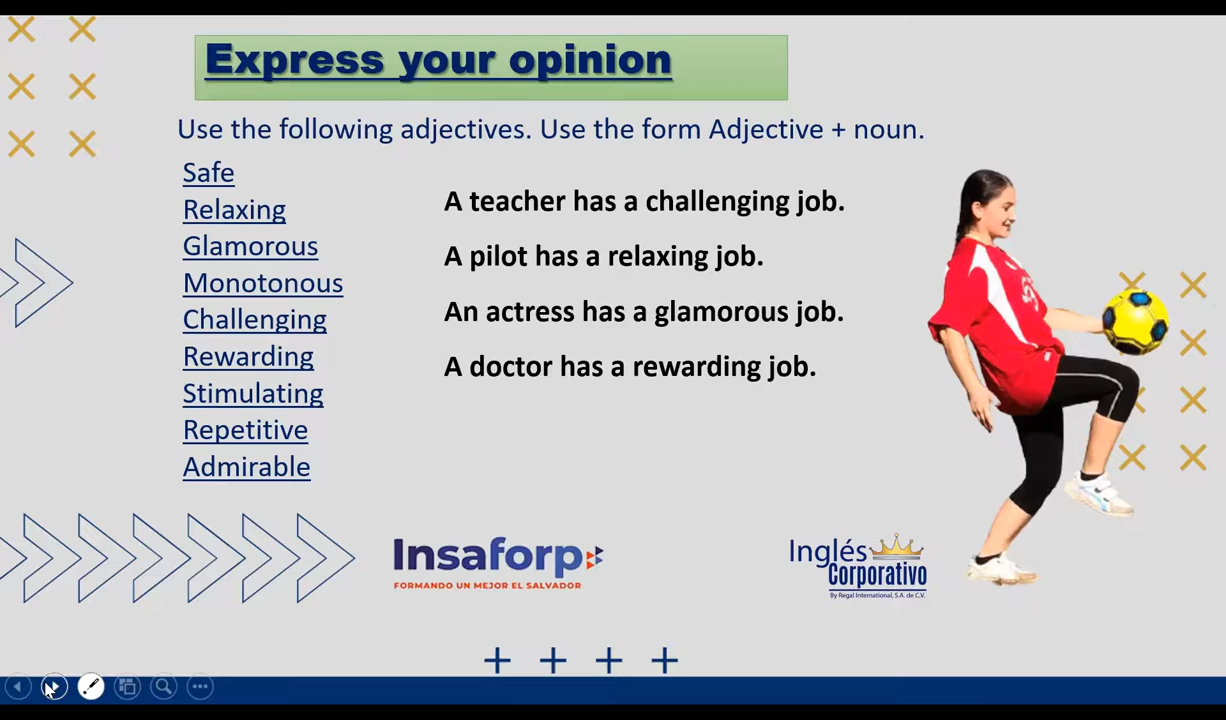 Express your opinion
Use the following adjectives. Use the form Adjective + noun.
Safe
Relaxing
Glamorous
Monotonous
Challenging
Rewarding
Stimulating
Repetitive
Admirable
A teacher has a challenging job.
A pilot has a relaxing job.
An actress has a glamorous job.
A doctor has a rewarding job.
Insaforp
FORMANDO UN MEJOR EL SALVADOR
Inglés
Corporativo
By Regal International, S.A. de C.V.